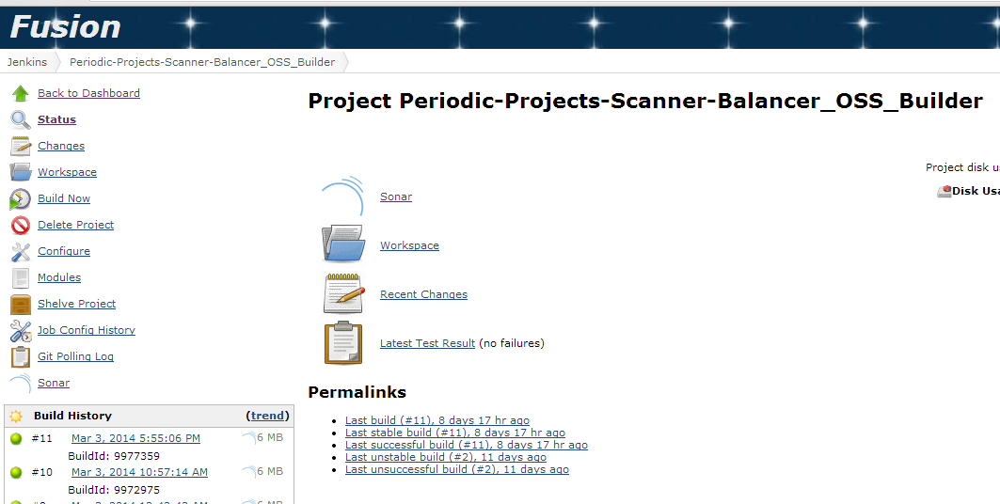 Fusion
Jenkins Periodic-Projects-Scanner-Balancer_OSS_Builder
Back to Dashboard
Status
Changes
Workspace
Build Now
Delete Project
Configure
Modules
Shelve Project
Job Config History
Git Polling Log
Sonar
Build History (trend)
#11 Mar 3, 2014 5:55:06 PM 6 MB
BuildId: 9977359
#10 Mar 3, 2014 10:57:14 AM 6 MB
BuildId: 9972975
Project Periodic-Projects-Scanner-Balancer_OSS_Builder
Project disk u
Disk Usa
Sonar
Workspace
Recent Changes
Latest Test Result (no failures)
Permalinks
Last build (#11), 8 days 17 hr ago
Last stable build (#11), 8 days 17 hr ago
Last successful build (#11), 8 days 17 hr ago
Last unstable build (#2), 11 days ago
Last unsuccessful build (#2), 11 days ago